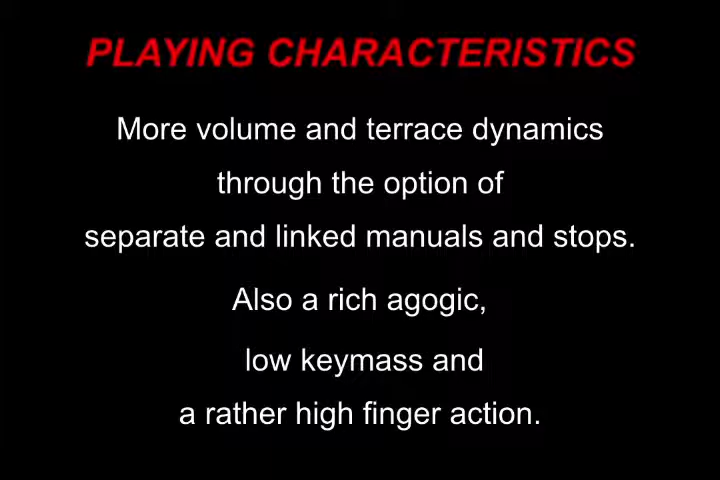 PLAYING CHARACTERISTICS
More volume and terrace dynamics
through the option of
separate and linked manuals and stops.
Also a rich agogic,
low keymass and
a rather high finger action.